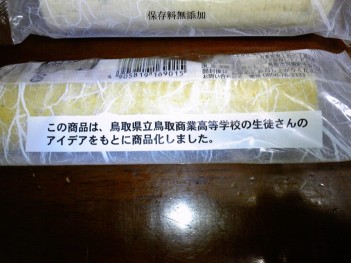 保存料無添加
4905819169015
この商品は、鳥取県立鳥取商業高等学校の生徒さんの
アイデアをもとに商品化しました。